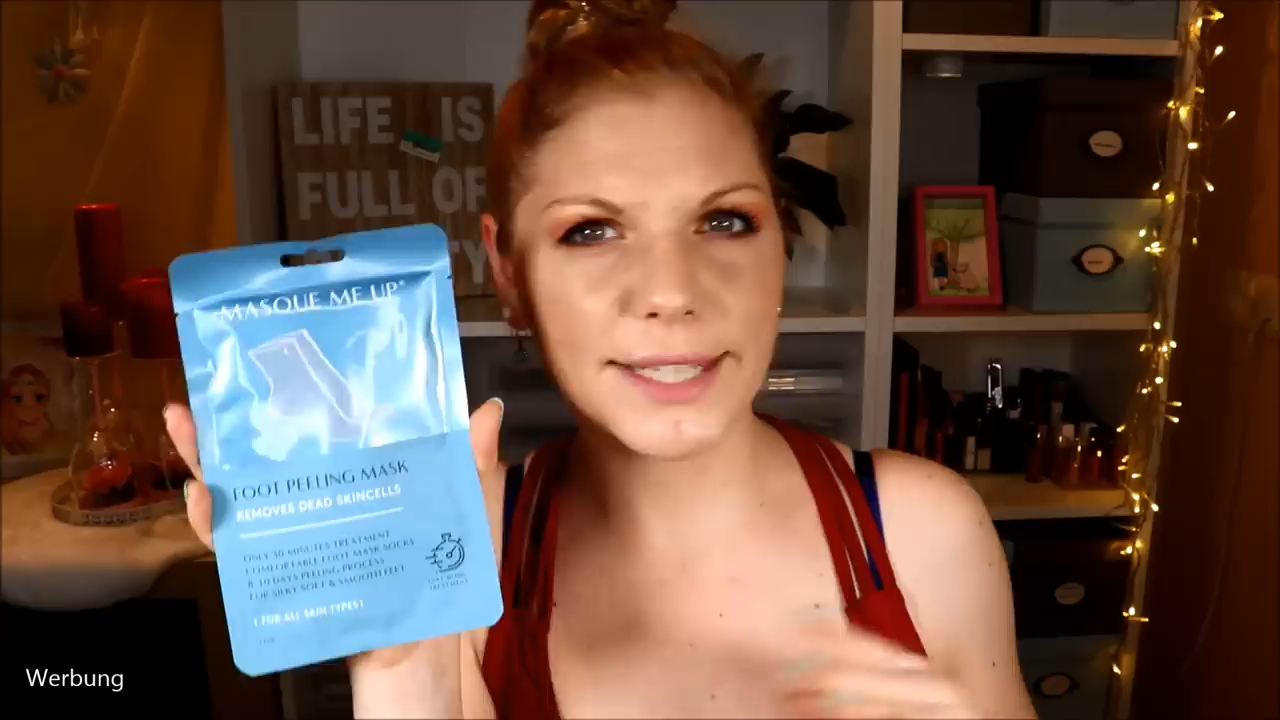 LIFE IS
FULL OF
MASQUE ME UP®
FOOT PEELING MASK
REMOVES DEAD SKINCELLS
ONLY 30 MINUTES TREATMENT
COMFORTABLE FOOT MASK SOCKS
8-10 DAYS PEELING PROCESS
FOR SILKY SOFT & SMOOTH FEET
! FOR ALL SKIN TYPES !
TREATMENT
Werbung